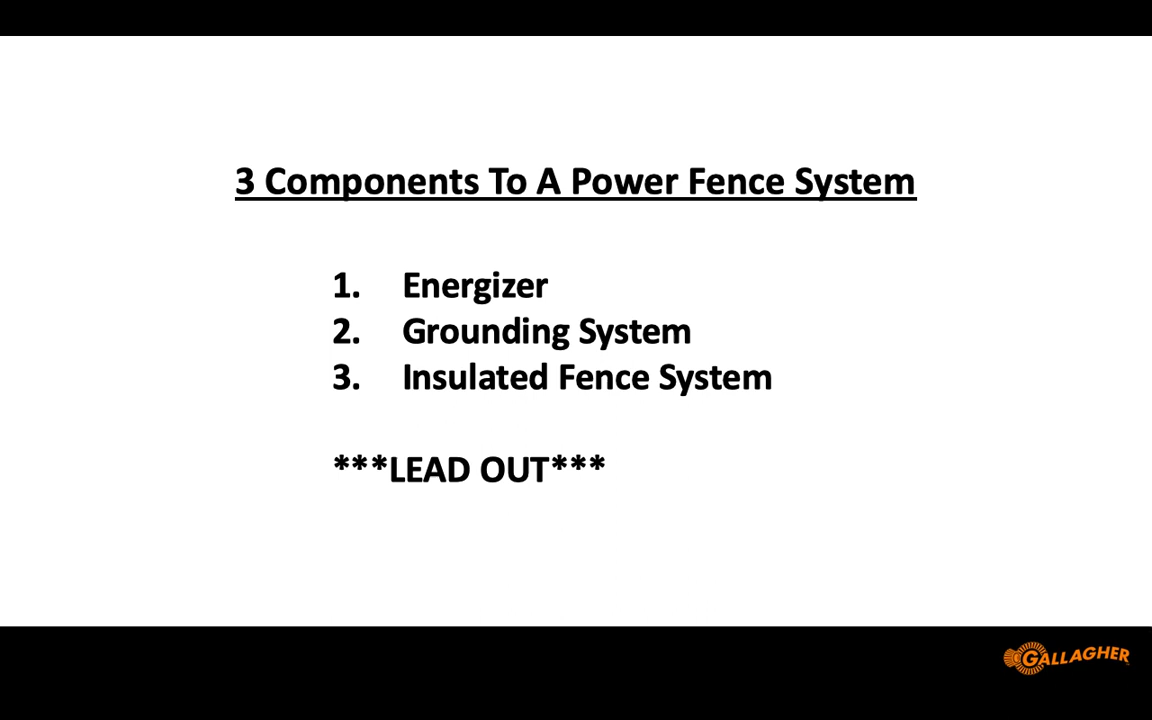 3 Components To A Power Fence System
1. Energizer
2. Grounding System
3. Insulated Fence System
***LEAD OUT***
GALLAGHER